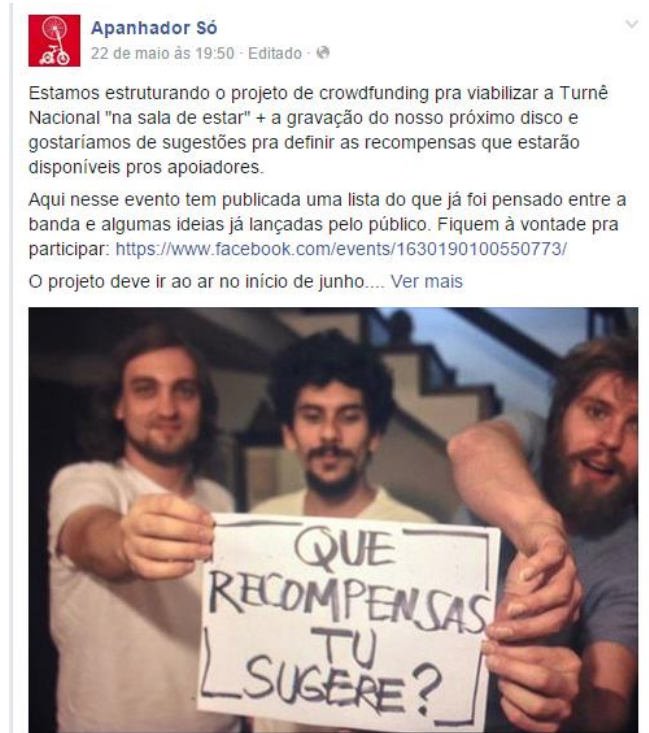 Apanhador Só
22 de maio às 19:50 · Editado ·
Estamos estruturando o projeto de crowdfunding pra viabilizar a Turnê
Nacional "na sala de estar" + a gravação do nosso próximo disco e
gostaríamos de sugestões pra definir as recompensas que estarão
disponíveis pros apoiadores.
Aqui nesse evento tem publicada uma lista do que já foi pensado entre a
banda e algumas ideias já lançadas pelo público. Fiquem à vontade pra
participar: https://www.facebook.com/events/1630190100550773/
O projeto deve ir ao ar no início de junho.... Ver mais
QUE
RECOMPENSAS
TU
SUGERE?